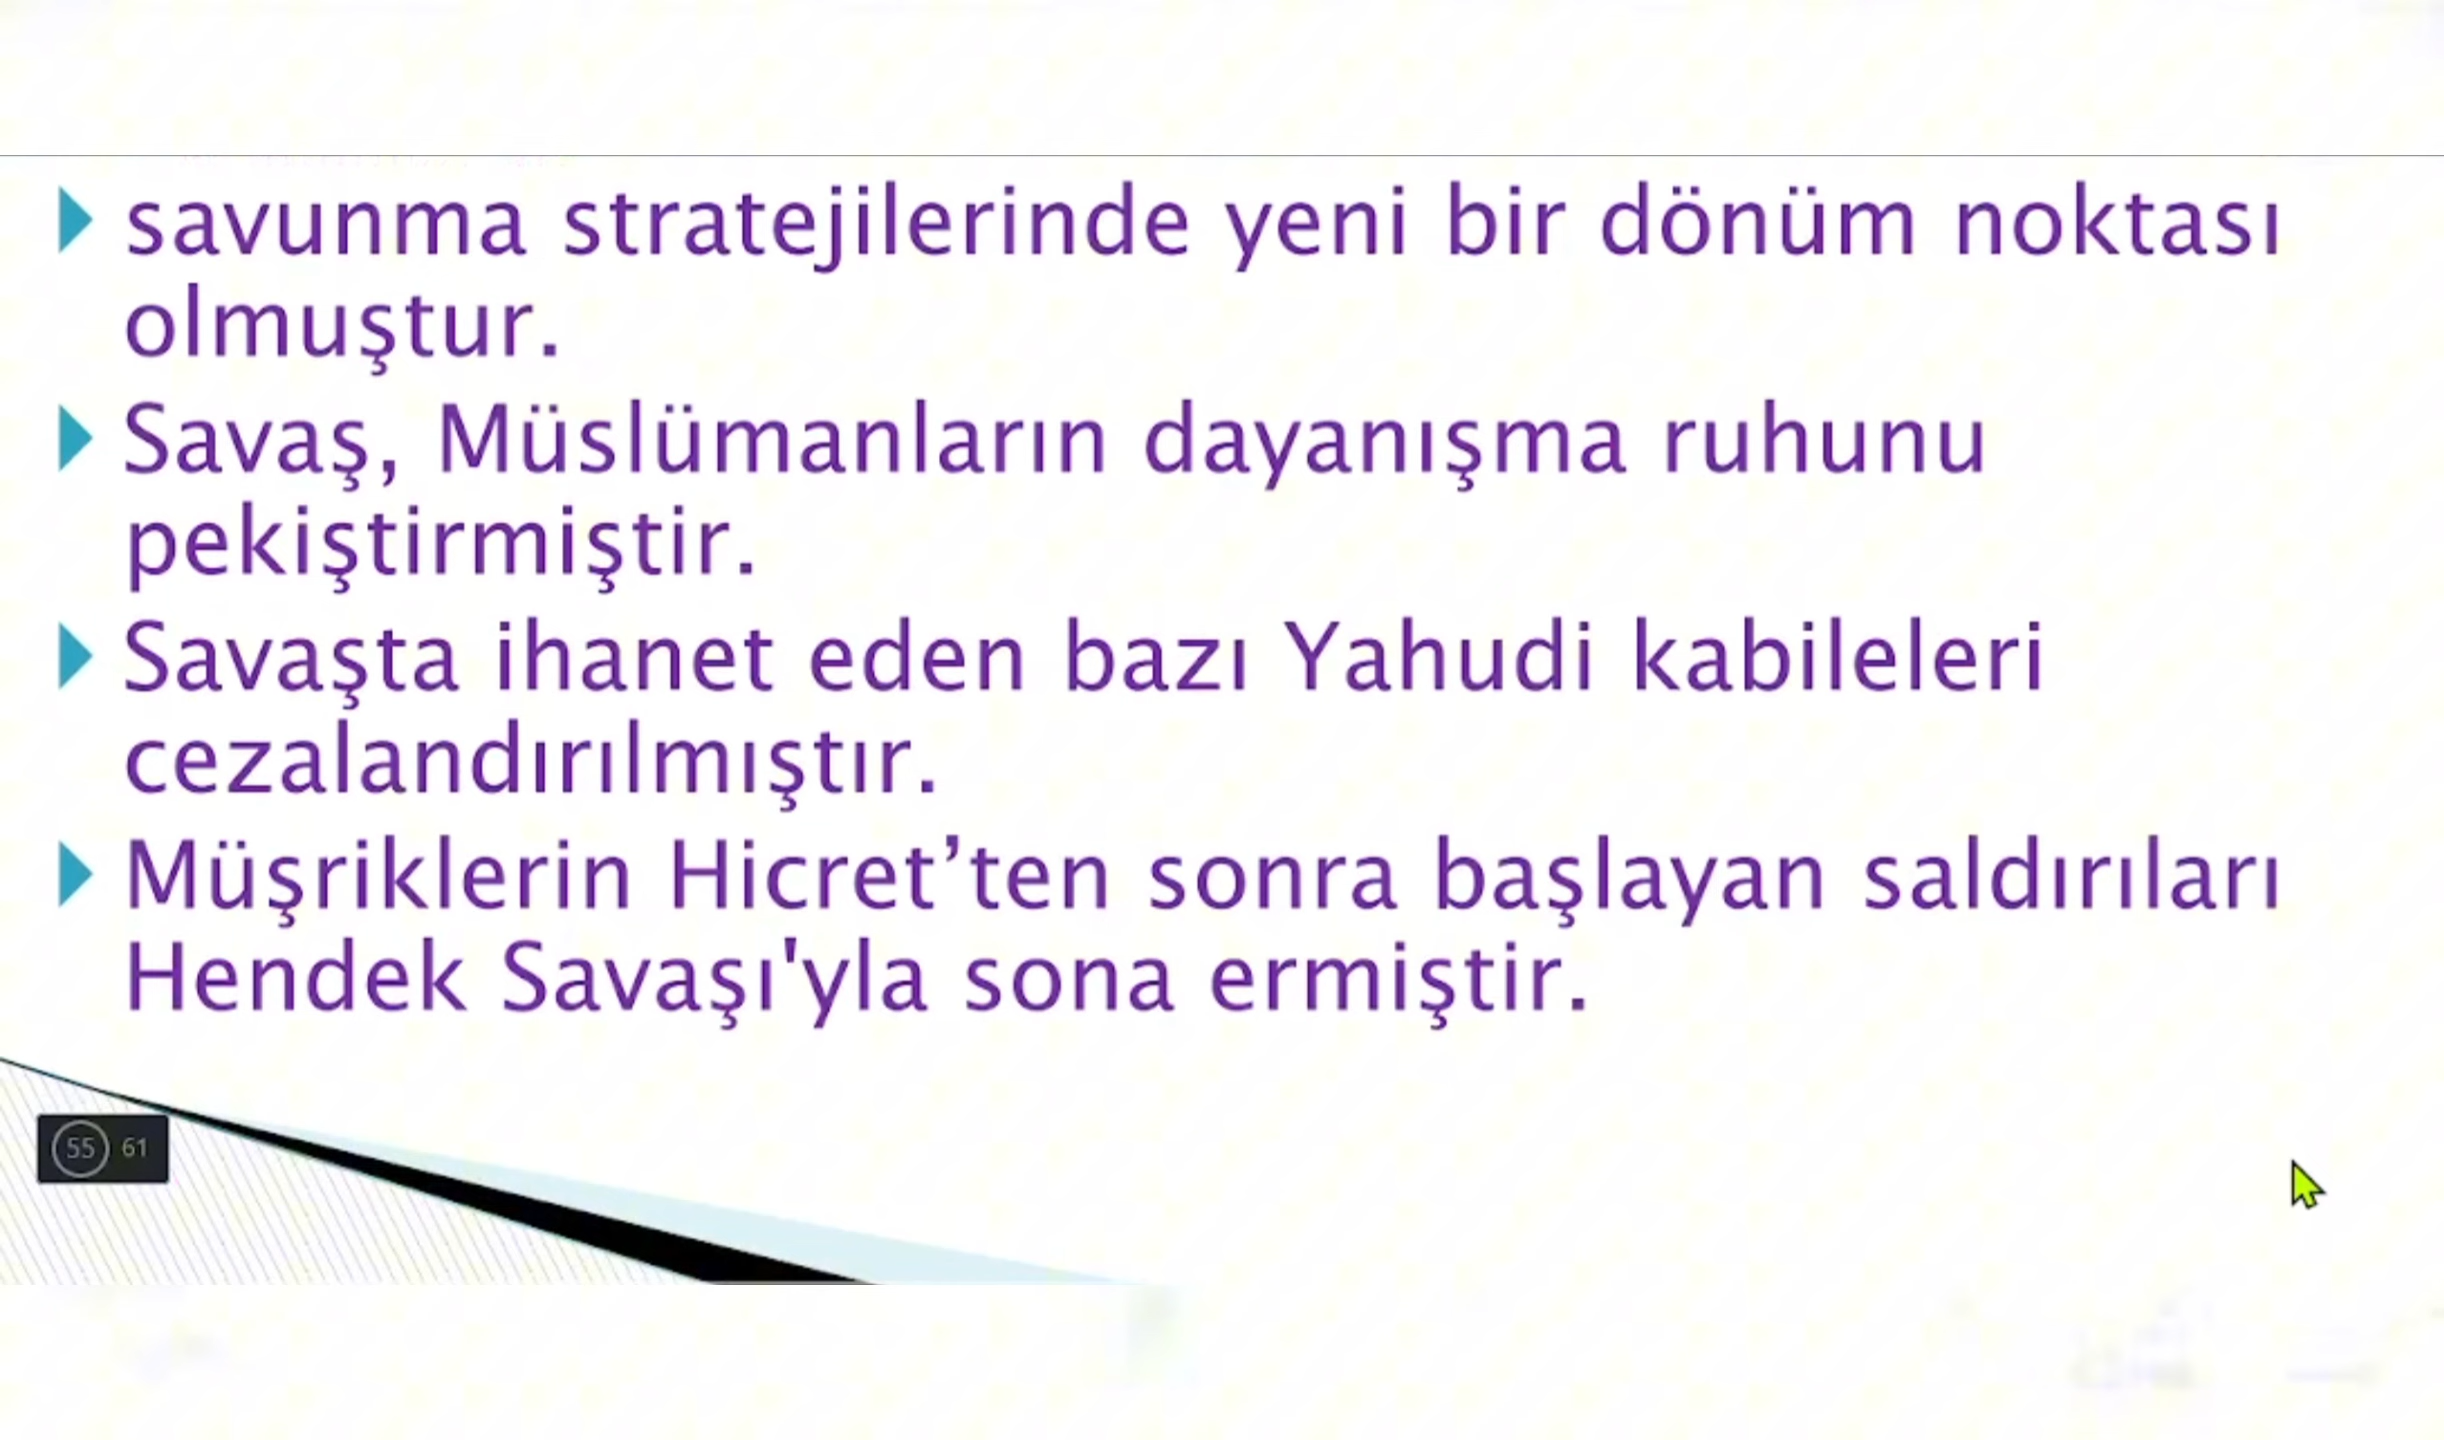 savunma stratejilerinde yeni bir dönüm noktası
olmuştur.
Savaş, Müslümanların dayanışma ruhunu
pekiştirmiştir.
Savaşta ihanet eden bazı Yahudi kabileleri
cezalandırılmıştır.
Müşriklerin Hicret’ten sonra başlayan saldırıları
Hendek Savaşı'yla sona ermiştir.
55 61